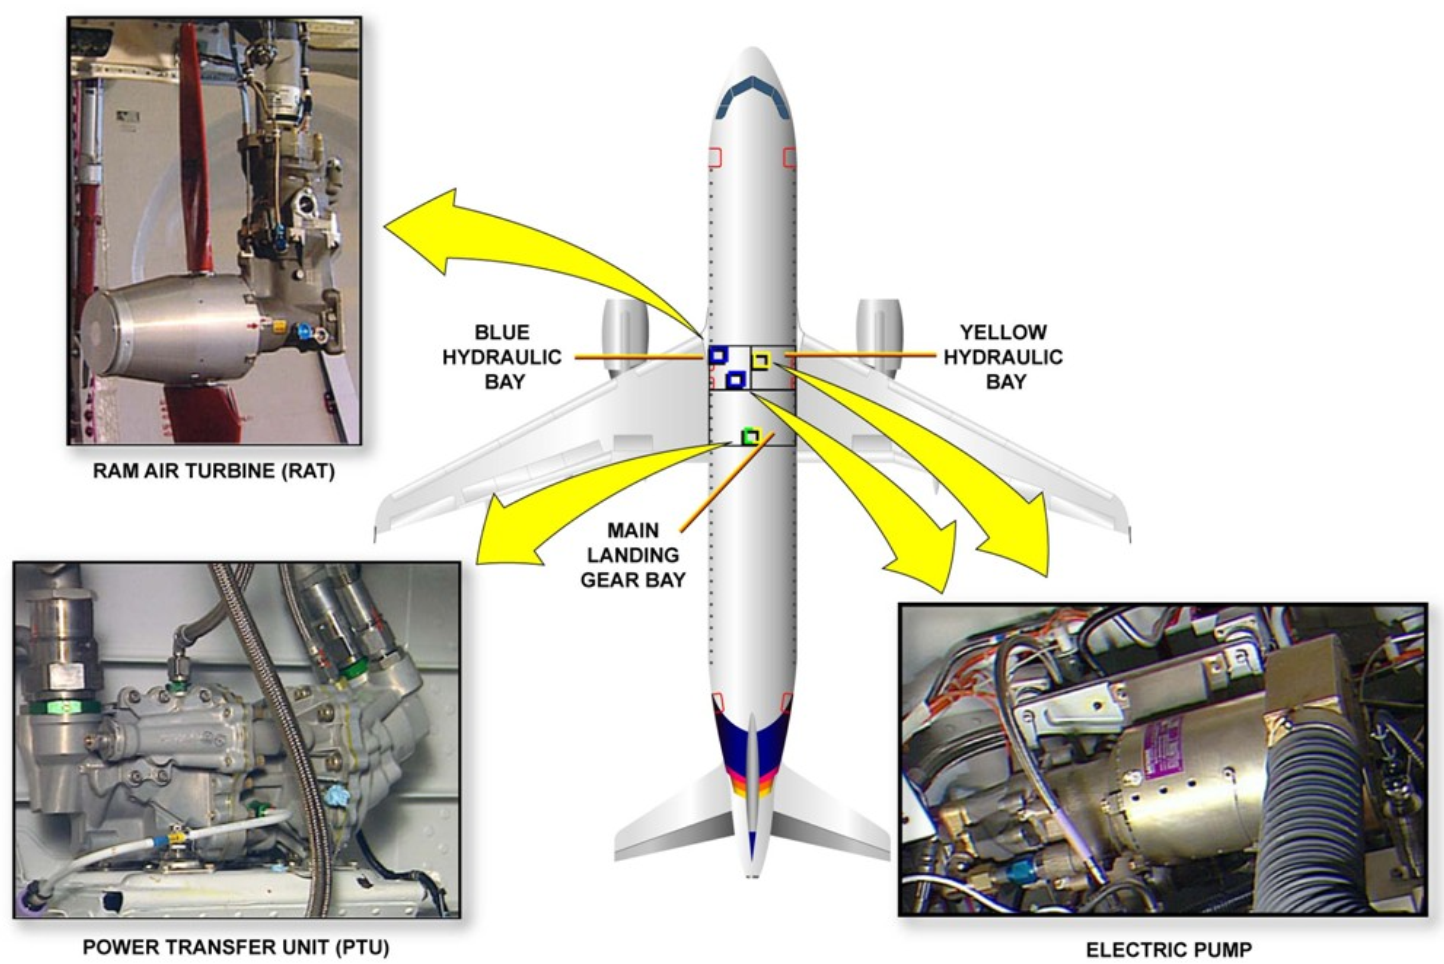 BLUE
HYDRAULIC
BAY
YELLOW
HYDRAULIC
BAY
RAM AIR TURBINE (RAT)
MAIN
LANDING
GEAR BAY
POWER TRANSFER UNIT (PTU)
ELECTRIC PUMP